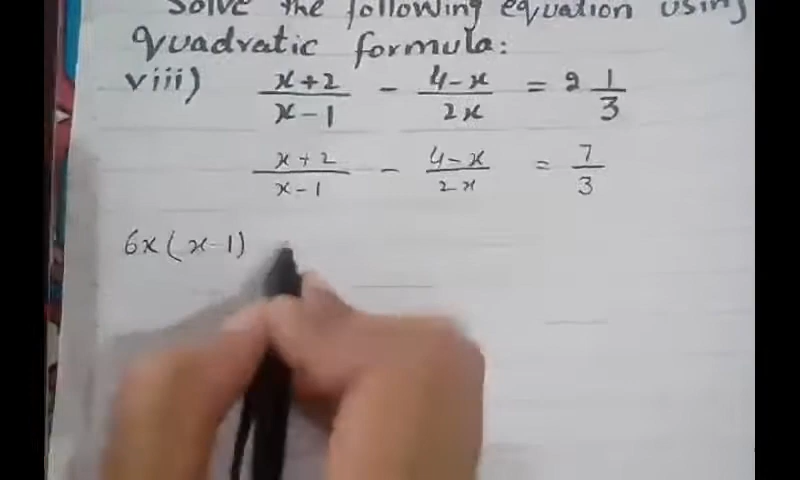 Solve the following equation using
quadratic formula:
viii) (x+2)/(x-1) - (4-x)/(2x) = 2 1/3
(x+2)/(x-1) - (4-x)/(2x) = 7/3
6x(x-1)